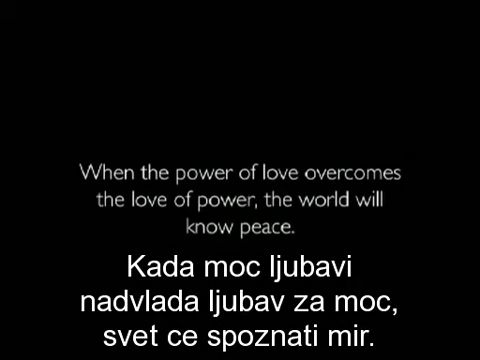 When the power of love overcomes
the love of power, the world will
know peace.
Kada moc ljubavi
nadvlada ljubav za moc,
svet ce spoznati mir.